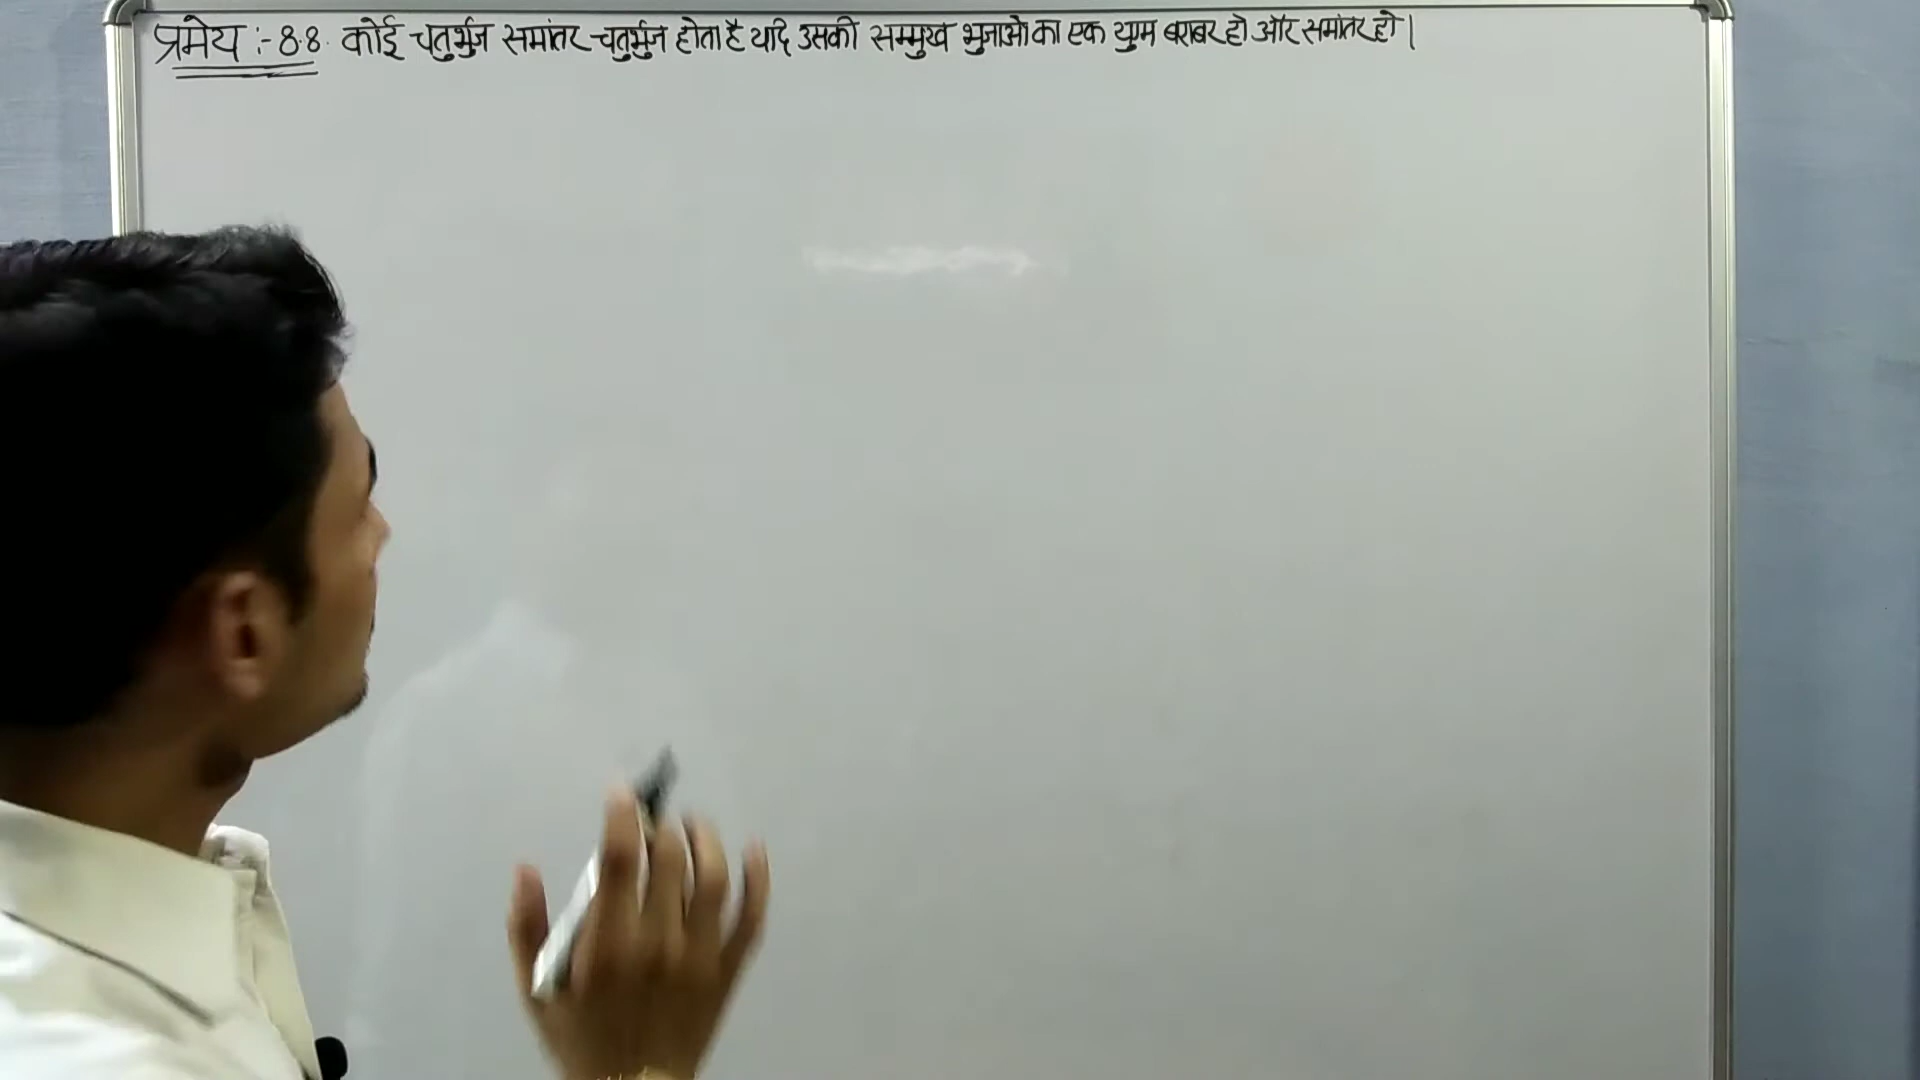 प्रमेय :- 8.8. कोई चतुर्भुज समांतर चतुर्भुज होता है यदि उसकी सम्मुख भुजाओ का एक युग्म बराबर हो और समांतर हो।